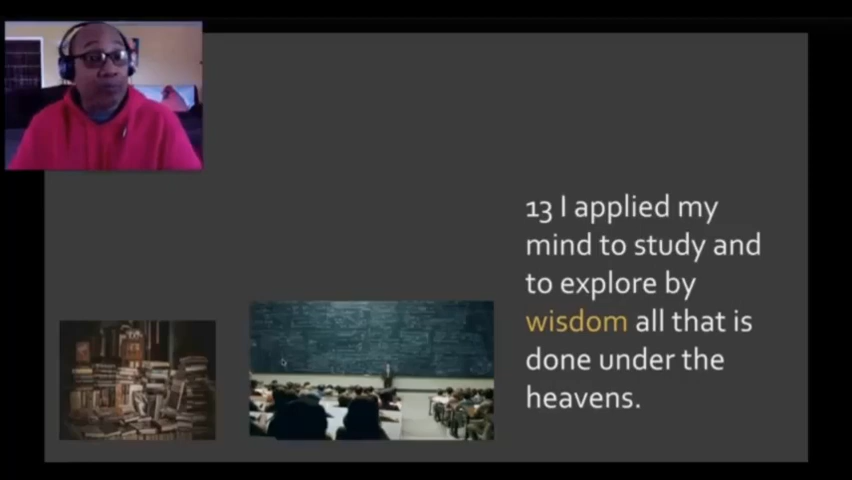 13 I applied my
mind to study and
to explore by
wisdom all that is
done under the
heavens.